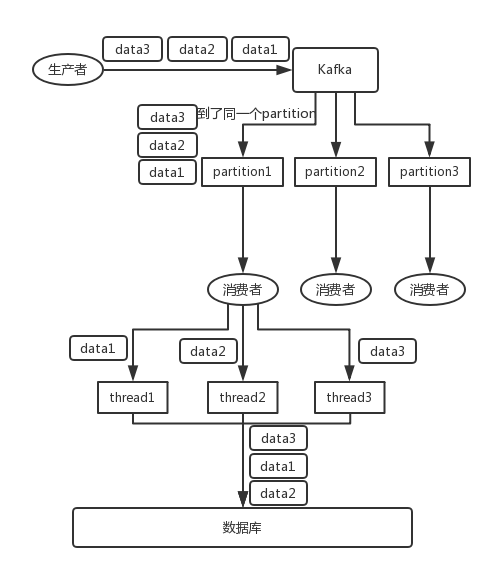 data3 data2 data1
生产者
Kafka
data3
到了同一个partition
data2
data1
partition1 partition2 partition3
消费者 消费者 消费者
data1 data2 data3
thread1 thread2 thread3
data3
data1
data2
数据库